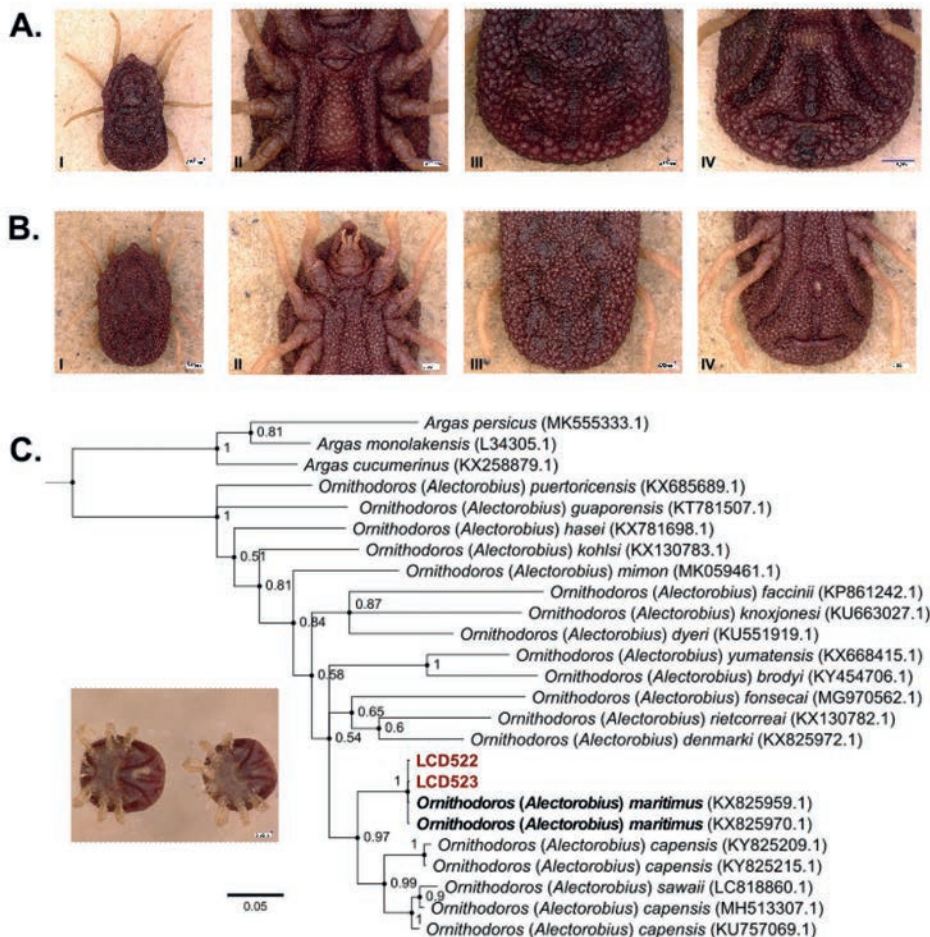 A.
I
II
III
IV
B.
I
II
III
IV
C.
Argas persicus (MK555333.1)
0.81
Argas monolakensis (L34305.1)
1
Argas cucumerinus (KX258879.1)
Ornithodoros (Alectorobius) puertoricensis (KX685689.1)
1
Ornithodoros (Alectorobius) guaporensis (KT781507.1)
Ornithodoros (Alectorobius) hasei (KX781698.1)
0.51
Ornithodoros (Alectorobius) kohlsi (KX130783.1)
0.81
Ornithodoros (Alectorobius) mimon (MK059461.1)
0.84
Ornithodoros (Alectorobius) faccinii (KP861242.1)
0.87
Ornithodoros (Alectorobius) knoxjonesi (KU663027.1)
Ornithodoros (Alectorobius) dyeri (KU551919.1)
0.58
Ornithodoros (Alectorobius) yumatensis (KX668415.1)
1
Ornithodoros (Alectorobius) brodyi (KY454706.1)
Ornithodoros (Alectorobius) fonsecai (MG970562.1)
0.65
Ornithodoros (Alectorobius) rietcorreai (KX130782.1)
0.6
0.54
Ornithodoros (Alectorobius) denmarki (KX825972.1)
LCD522
1
LCD523
Ornithodoros (Alectorobius) maritimus (KX825959.1)
Ornithodoros (Alectorobius) maritimus (KX825970.1)
0.97
1
Ornithodoros (Alectorobius) capensis (KY825209.1)
Ornithodoros (Alectorobius) capensis (KY825215.1)
0.99
Ornithodoros (Alectorobius) sawaii (LC818860.1)
0.9
Ornithodoros (Alectorobius) capensis (MH513307.1)
1
Ornithodoros (Alectorobius) capensis (KU757069.1)
0.05